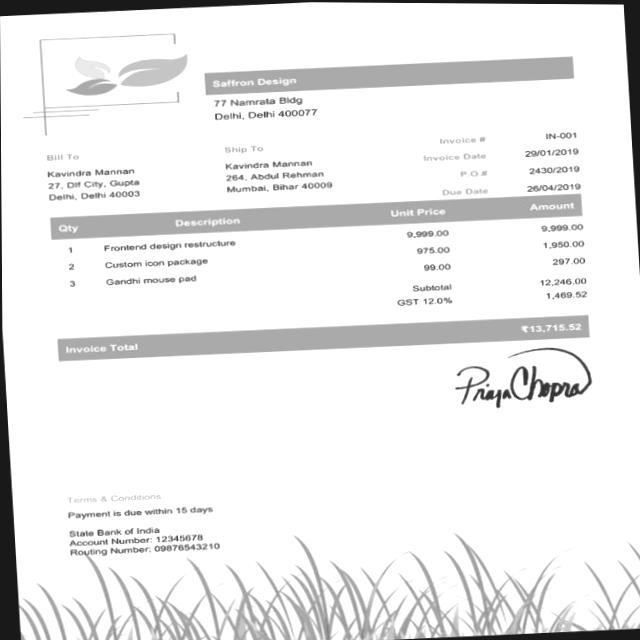 Saffron Design
77 Namrata Bldg
Delhi, Delhi 400077
Bill To
Kavindra Mannan
27, Dlf City, Gupta
Delhi, Delhi 40003
Ship To
Kavindra Mannan
264, Abdul Rehman
Mumbai, Bihar 40009
Invoice # IN-001
Invoice Date 29/01/2019
P.O.# 2430/2019
Due Date 26/04/2019
Qty Description Unit Price Amount
1 Frontend design restructure 9,999.00 9,999.00
2 Custom icon package 975.00 1,950.00
3 Gandhi mouse pad 99.00 297.00
Subtotal 12,246.00
GST 12.0% 1,469.52
Invoice Total ₹13,715.52
Priya Chopra
Terms & Conditions
Payment is due within 15 days
State Bank of India
Account Number: 12345678
Routing Number: 09876543210